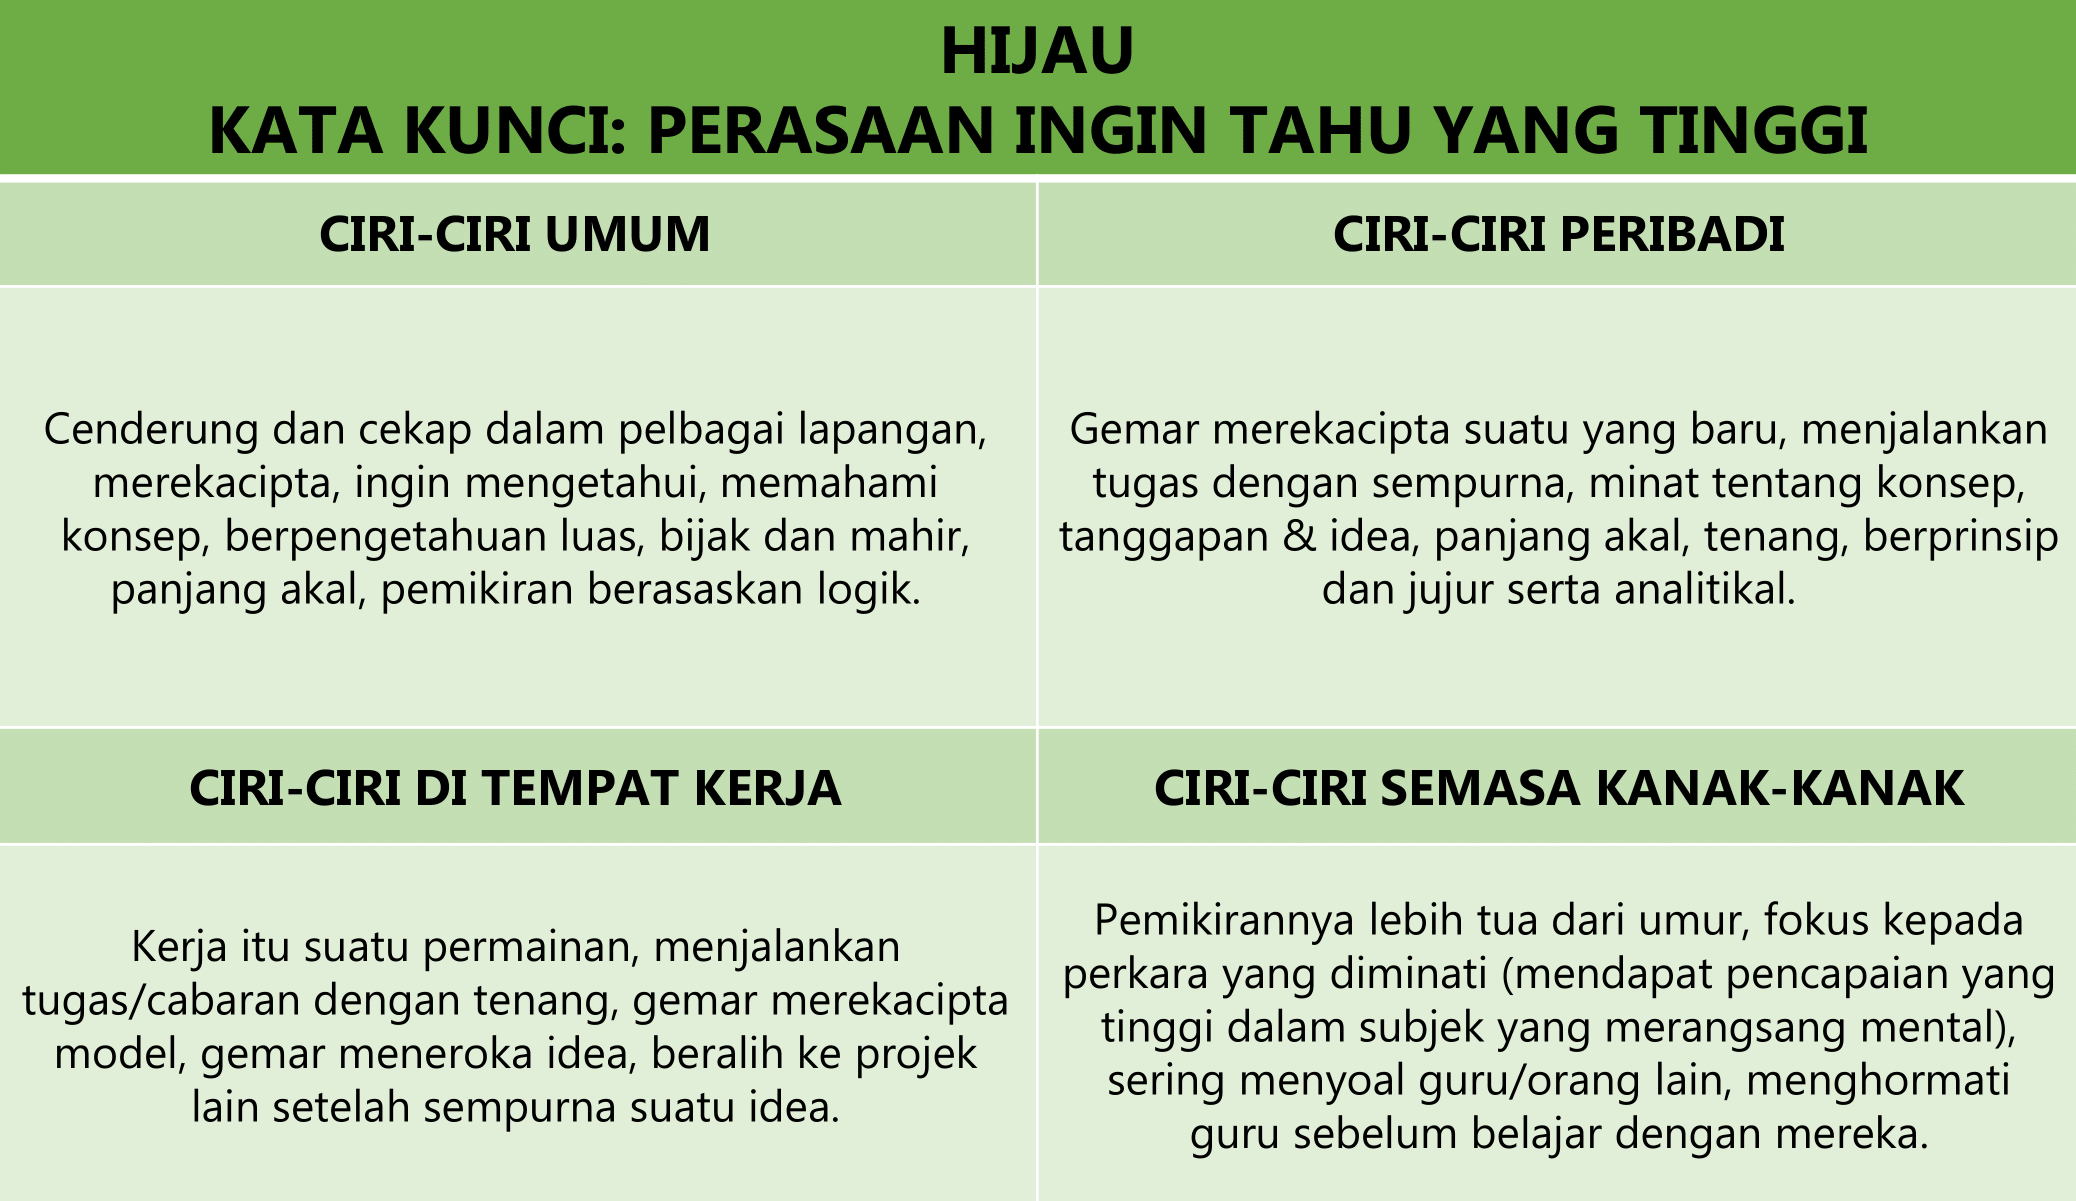 HIJAU
KATA KUNCI: PERASAAN INGIN TAHU YANG TINGGI
CIRI-CIRI UMUM
CIRI-CIRI PERIBADI
Cenderung dan cekap dalam pelbagai lapangan,
merekacipta, ingin mengetahui, memahami
konsep, berpengetahuan luas, bijak dan mahir,
panjang akal, pemikiran berasaskan logik.
Gemar merekacipta suatu yang baru, menjalankan
tugas dengan sempurna, minat tentang konsep,
tanggapan & idea, panjang akal, tenang, berprinsip
dan jujur serta analitikal.
CIRI-CIRI DI TEMPAT KERJA
CIRI-CIRI SEMASA KANAK-KANAK
Kerja itu suatu permainan, menjalankan
tugas/cabaran dengan tenang, gemar merekacipta
model, gemar meneroka idea, beralih ke projek
lain setelah sempurna suatu idea.
Pemikirannya lebih tua dari umur, fokus kepada
perkara yang diminati (mendapat pencapaian yang
tinggi dalam subjek yang merangsang mental),
sering menyoal guru/orang lain, menghormati
guru sebelum belajar dengan mereka.